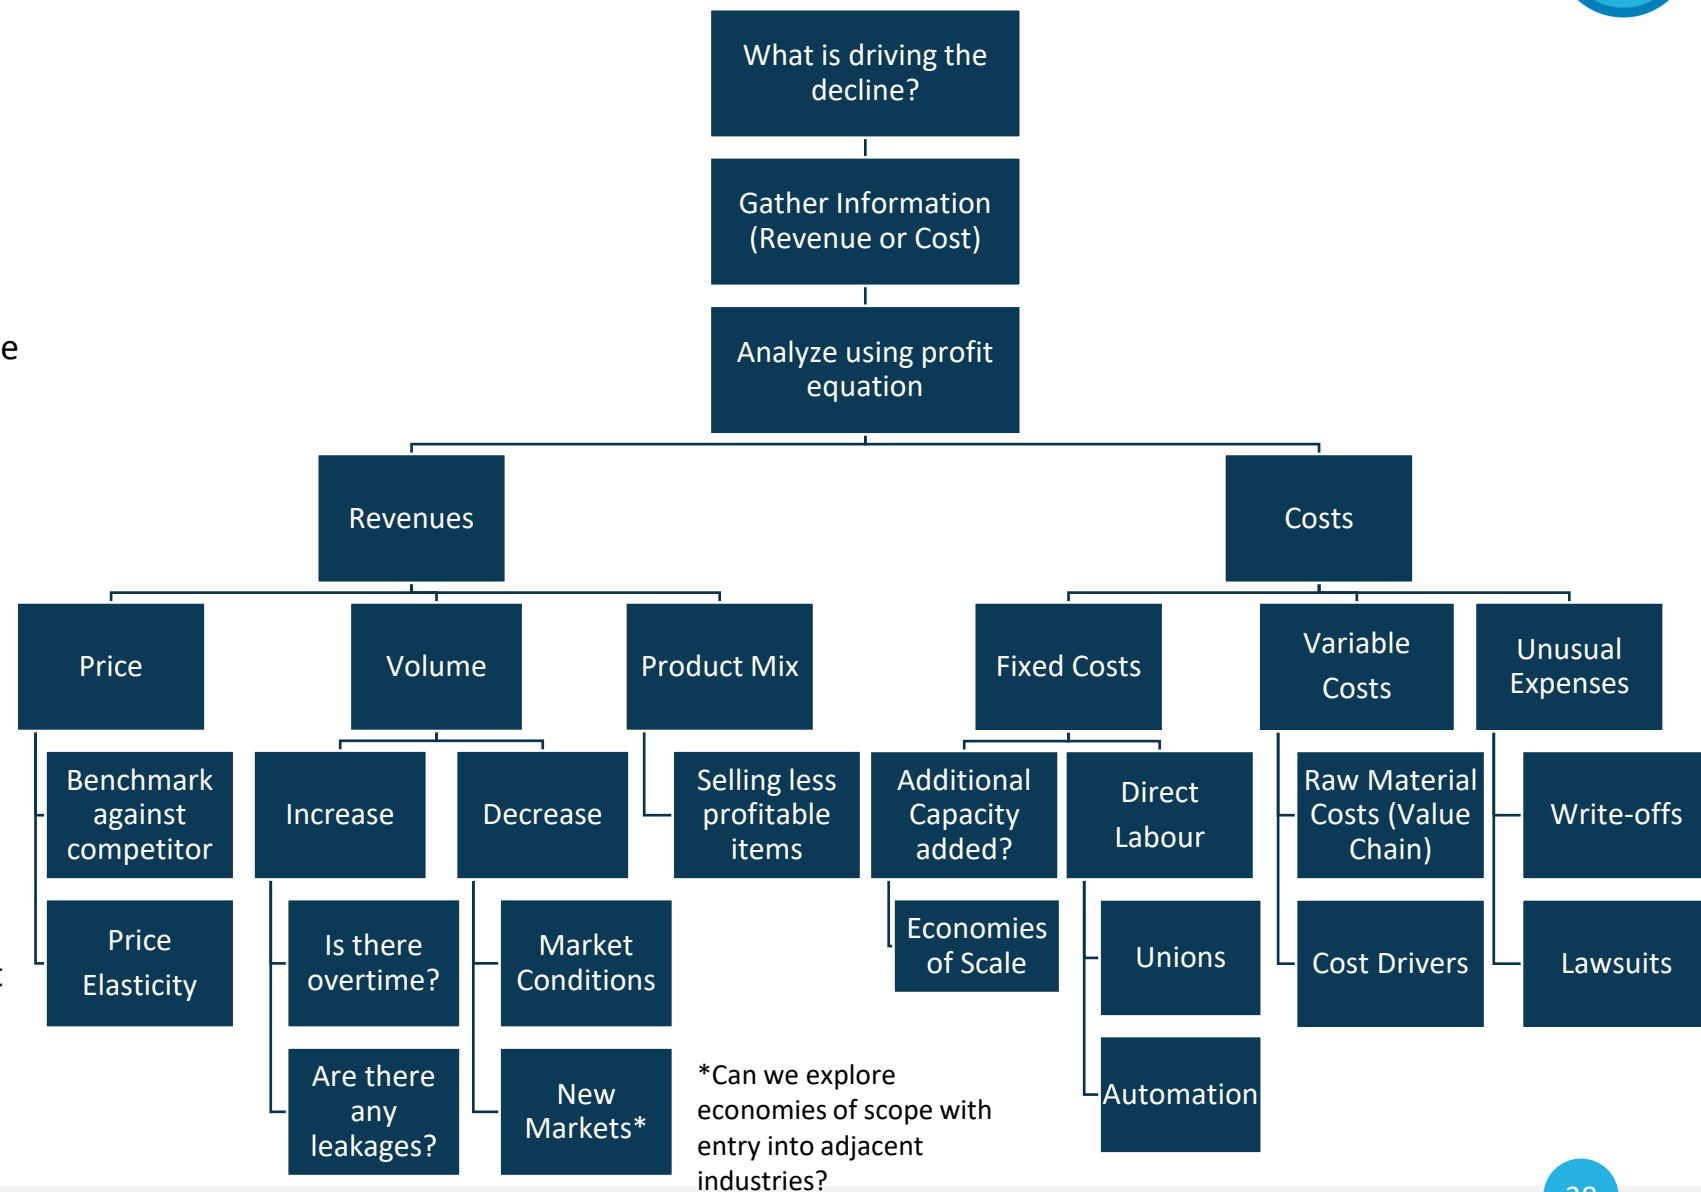 What is driving the
decline?
Gather Information
(Revenue or Cost)
e
Analyze using profit
equation
Revenues
Costs
Price
Volume
Product Mix
Fixed Costs
Variable
Costs
Unusual
Expenses
Benchmark
against
competitor
Increase
Decrease
Selling less
profitable
items
Additional
Capacity
added?
Direct
Labour
Raw Material
Costs (Value
Chain)
Write-offs
Price
Elasticity
Is there
overtime?
Market
Conditions
Economies
of Scale
Unions
Cost Drivers
Lawsuits
Are there
any
leakages?
New
Markets*
*Can we explore
economies of scope with
entry into adjacent
industries?
Automation